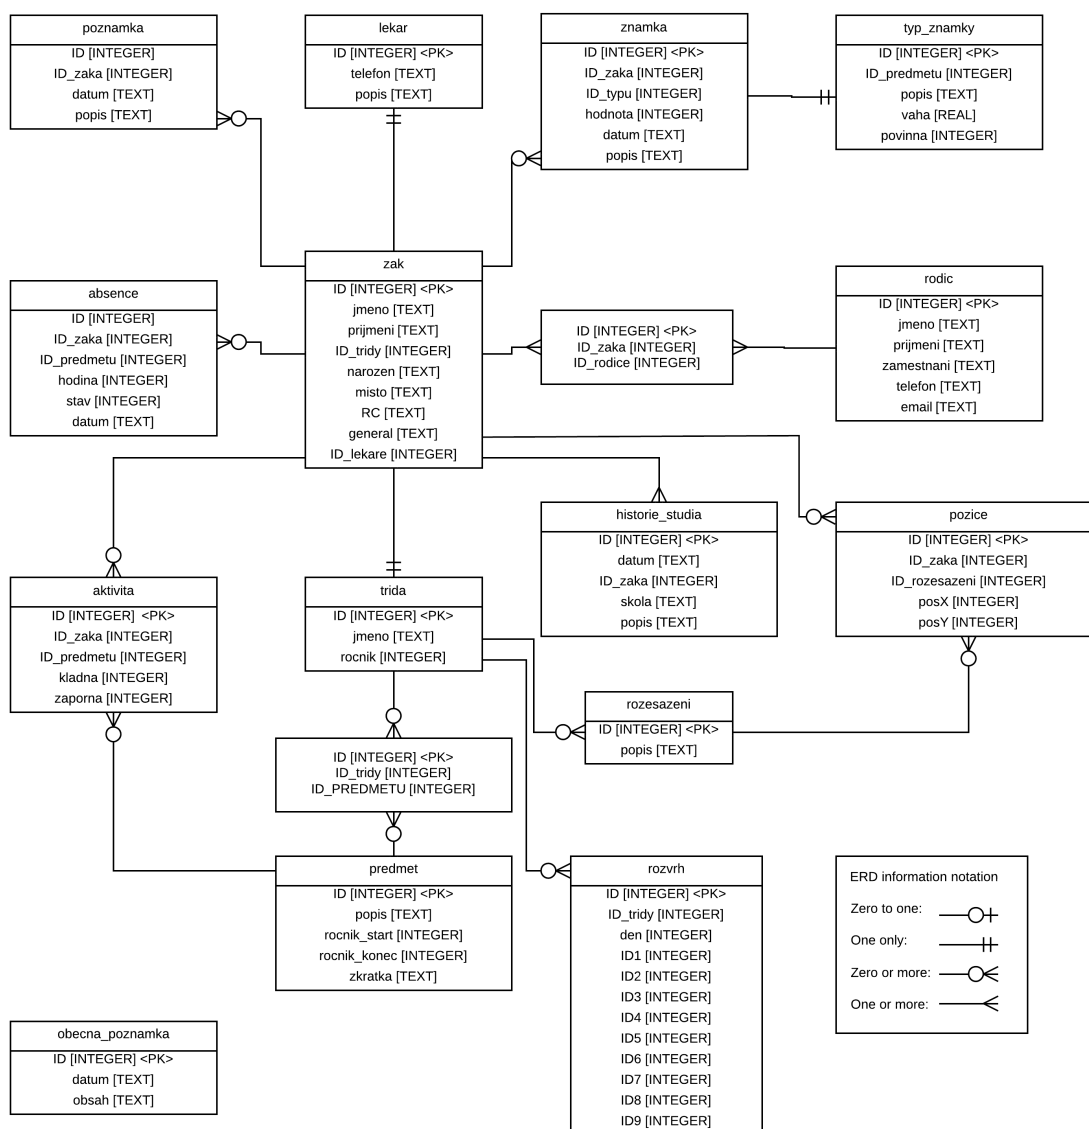 poznamka
ID [INTEGER]
ID_zaka [INTEGER]
datum [TEXT]
popis [TEXT]
lekar
ID [INTEGER] <PK>
telefon [TEXT]
popis [TEXT]
znamka
ID [INTEGER] <PK>
ID_zaka [INTEGER]
ID_typu [INTEGER]
hodnota [INTEGER]
datum [TEXT]
popis [TEXT]
typ_znamky
ID [INTEGER] <PK>
ID_predmetu [INTEGER]
popis [TEXT]
vaha [REAL]
povinna [INTEGER]
absence
ID [INTEGER]
ID_zaka [INTEGER]
ID_predmetu [INTEGER]
hodina [INTEGER]
stav [INTEGER]
datum [TEXT]
zak
ID [INTEGER] <PK>
jmeno [TEXT]
prijmeni [TEXT]
ID_tridy [INTEGER]
narozen [TEXT]
misto [TEXT]
RC [TEXT]
general [TEXT]
ID_lekare [INTEGER]
ID [INTEGER] <PK>
ID_zaka [INTEGER]
ID_rodice [INTEGER]
rodic
ID [INTEGER] <PK>
jmeno [TEXT]
prijmeni [TEXT]
zamestnani [TEXT]
telefon [TEXT]
email [TEXT]
aktivita
ID [INTEGER]  <PK>
ID_zaka [INTEGER]
ID_predmetu [INTEGER]
kladna [INTEGER]
zaporna [INTEGER]
trida
ID [INTEGER] <PK>
jmeno [TEXT]
rocnik [INTEGER]
historie_studia
ID [INTEGER] <PK>
datum [TEXT]
ID_zaka [INTEGER]
skola [TEXT]
popis [TEXT]
pozice
ID [INTEGER] <PK>
ID_zaka [INTEGER]
ID_rozesazeni [INTEGER]
posX [INTEGER]
posY [INTEGER]
rozesazeni
ID [INTEGER] <PK>
popis [TEXT]
ID [INTEGER] <PK>
ID_tridy [INTEGER]
ID_PREDMETU [INTEGER]
predmet
ID [INTEGER] <PK>
popis [TEXT]
rocnik_start [INTEGER]
rocnik_konec [INTEGER]
zkratka [TEXT]
rozvrh
ID [INTEGER] <PK>
ID_tridy [INTEGER]
den [INTEGER]
ID1 [INTEGER]
ID2 [INTEGER]
ID3 [INTEGER]
ID4 [INTEGER]
ID5 [INTEGER]
ID6 [INTEGER]
ID7 [INTEGER]
ID8 [INTEGER]
ID9 [INTEGER]
ERD information notation
Zero to one:
One only:
Zero or more:
One or more:
obecna_poznamka
ID [INTEGER] <PK>
datum [TEXT]
obsah [TEXT]